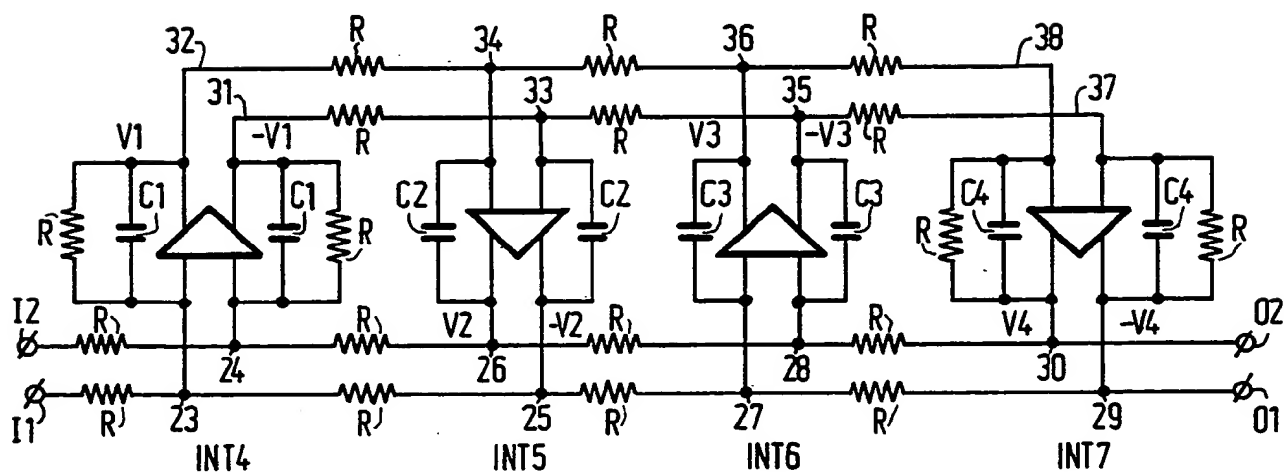 32 R 34 R 36 R 38
31 R 33 R 35 R 37
V1 -V1 V3 -V3
R C1 C1 R C2 C2 C3 C3 R C4 C4 R
I2 R R V2 -V2 R R V4 -V4 O2
24 26 28 30
I1 R 23 R 25 R 27 R 29 O1
INT4 INT5 INT6 INT7